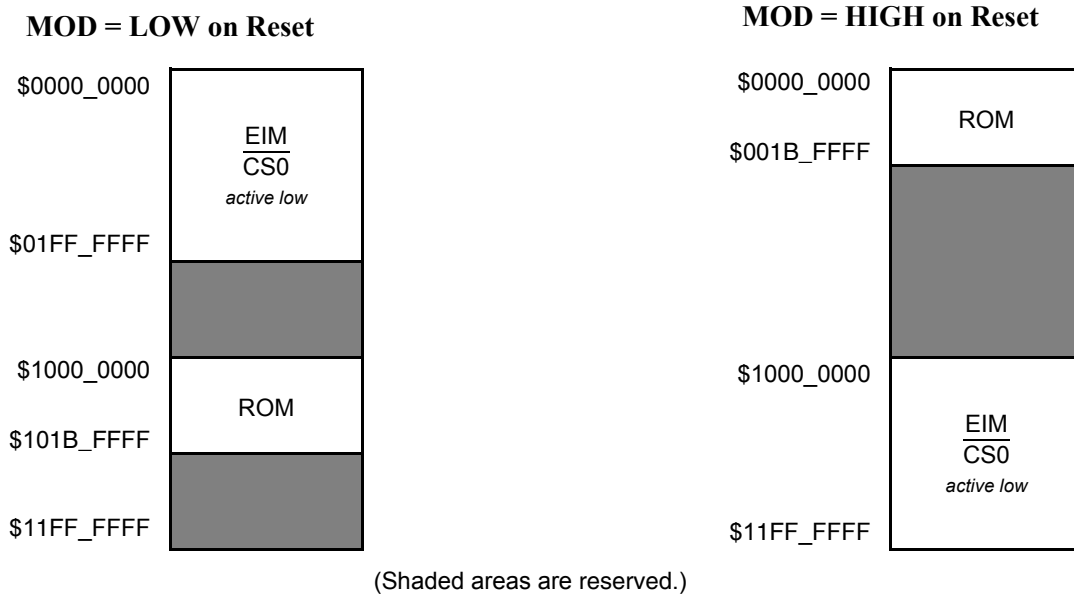 MOD = LOW on Reset
$0000_0000
EIM
CS0
active low
$01FF_FFFF
$1000_0000
ROM
$101B_FFFF
$11FF_FFFF
MOD = HIGH on Reset
$0000_0000
ROM
$001B_FFFF
$1000_0000
EIM
CS0
active low
$11FF_FFFF
(Shaded areas are reserved.)